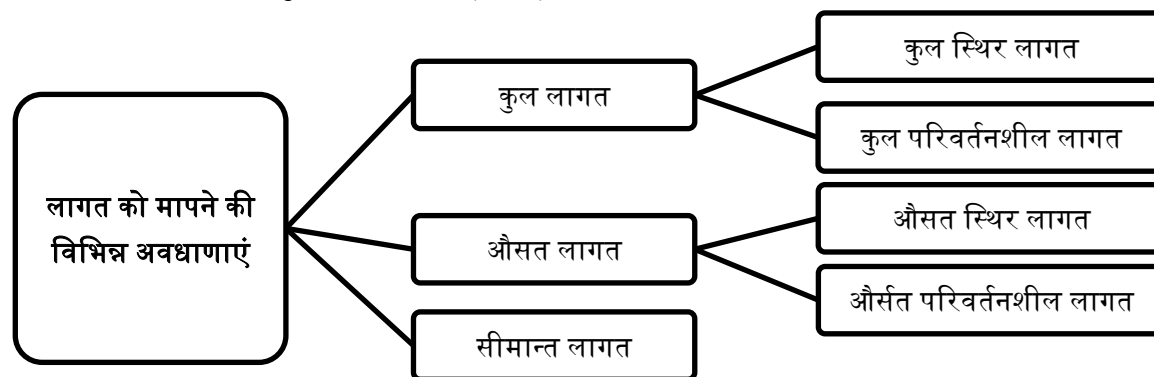 लागत को मापने की
विभिन्न अवधाणाएं
कुल लागत
कुल स्थिर लागत
कुल परिवर्तनशील लागत
औसत लागत
औसत स्थिर लागत
और्सत परिवर्तनशील लागत
सीमान्त लागत